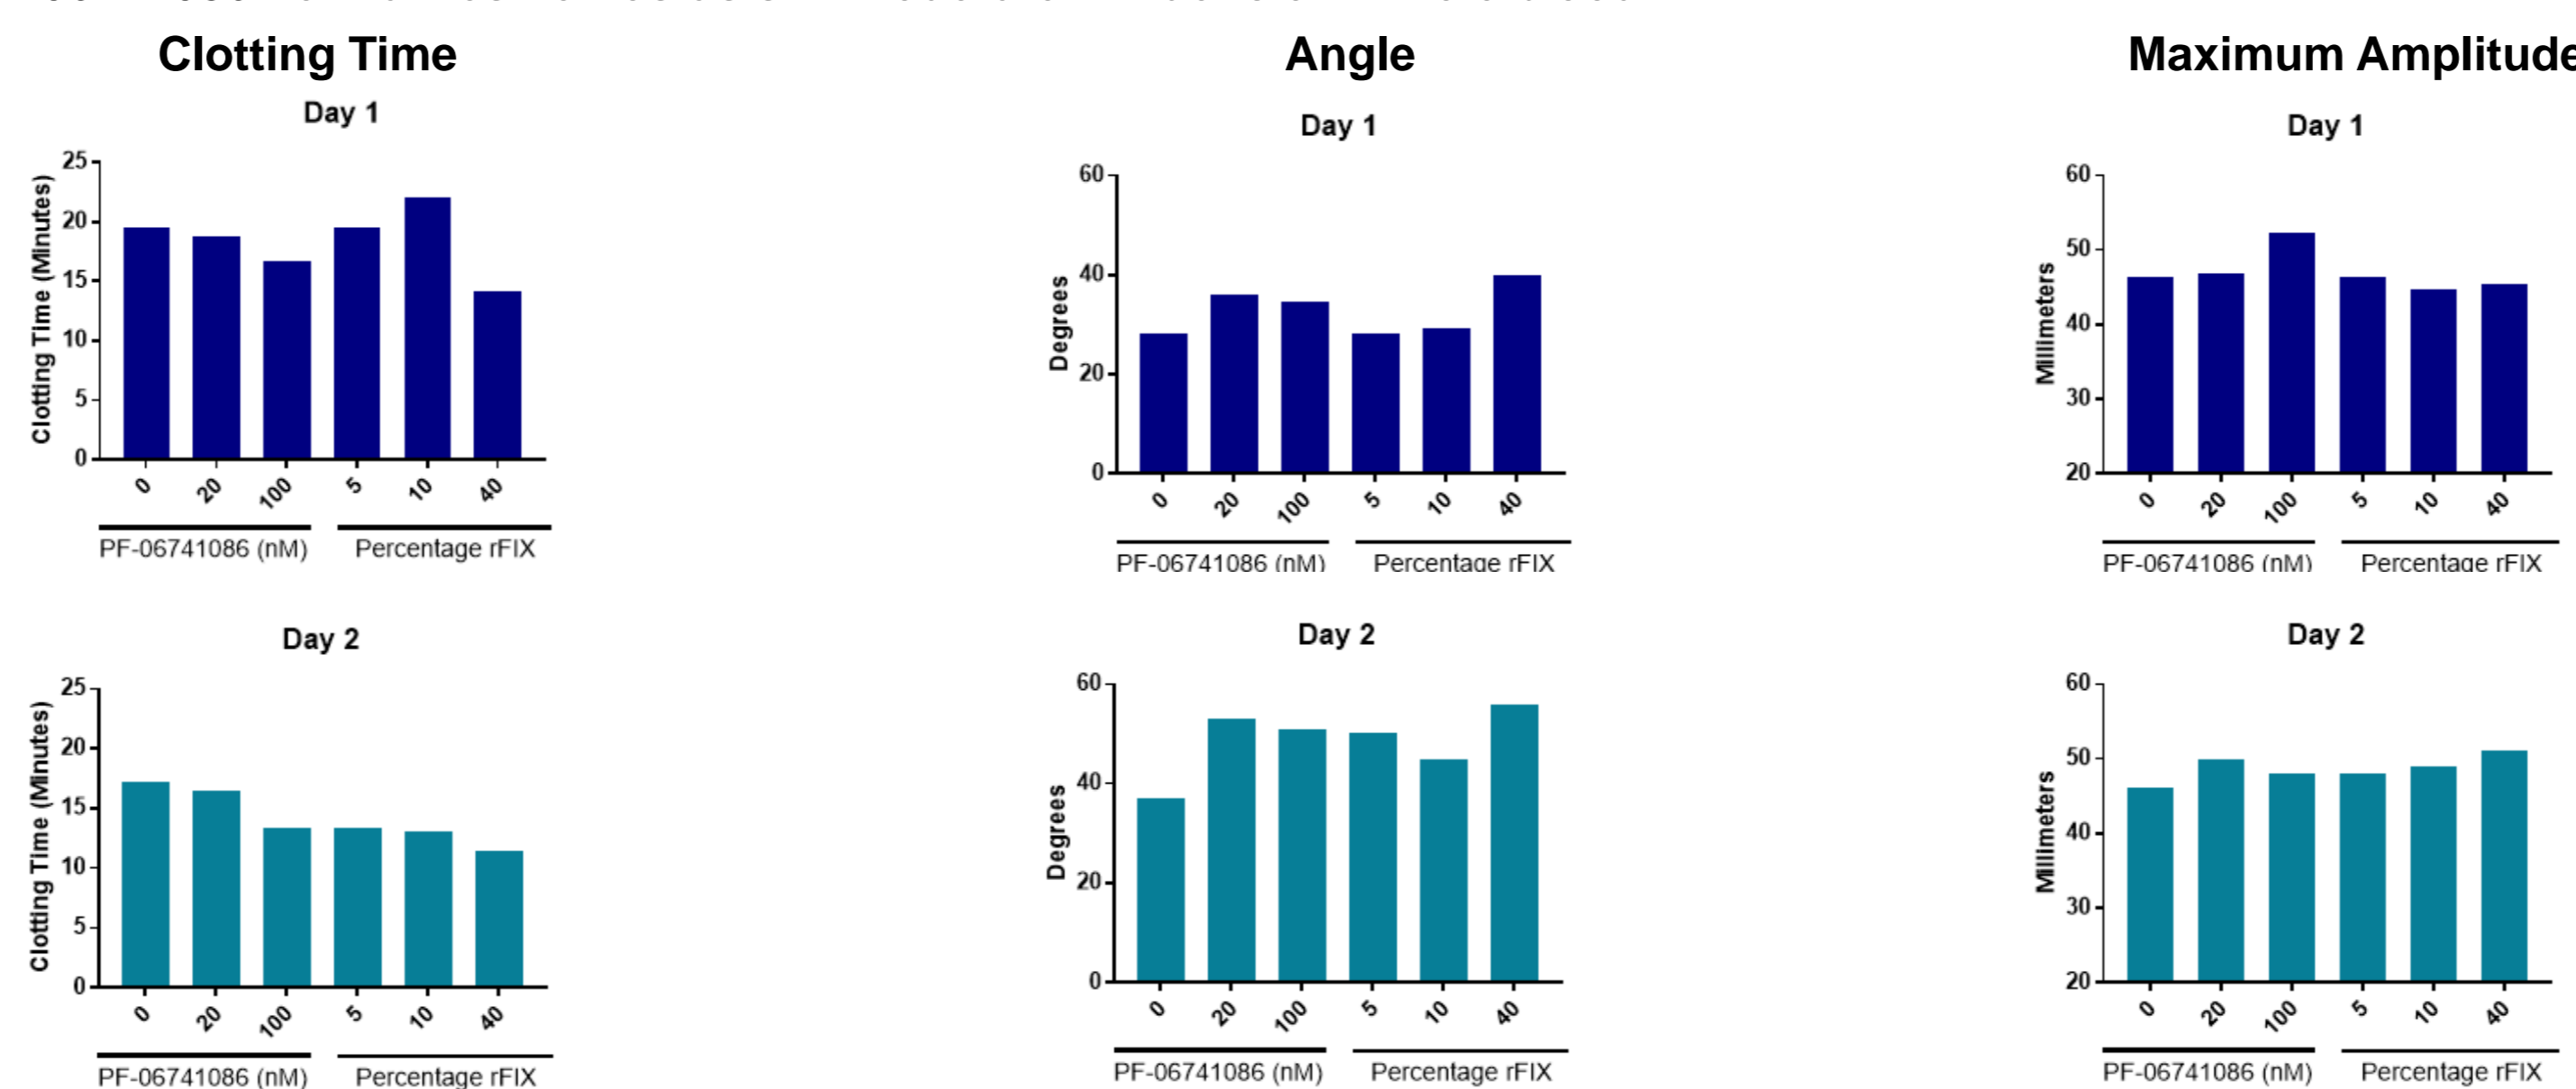 Clotting Time
Day 1
Clotting Time (Minutes)
25
20
15
10
5
0
0 20 100 5 10 40
PF-06741086 (nM) Percentage rFIX
Day 2
Clotting Time (Minutes)
25
20
15
10
5
0
0 20 100 5 10 40
PF-06741086 (nM) Percentage rFIX
Angle
Day 1
Degrees
60
40
20
0
0 20 100 5 10 40
PF-06741086 (nM) Percentage rFIX
Day 2
Degrees
60
40
20
0
0 20 100 5 10 40
PF-06741086 (nM) Percentage rFIX
Maximum Amplitude
Day 1
Millimeters
60
50
40
30
20
0 20 100 5 10 40
PF-06741086 (nM) Percentage rFIX
Day 2
Millimeters
60
50
40
30
20
0 20 100 5 10 40
PF-06741086 (nM) Percentage rFIX